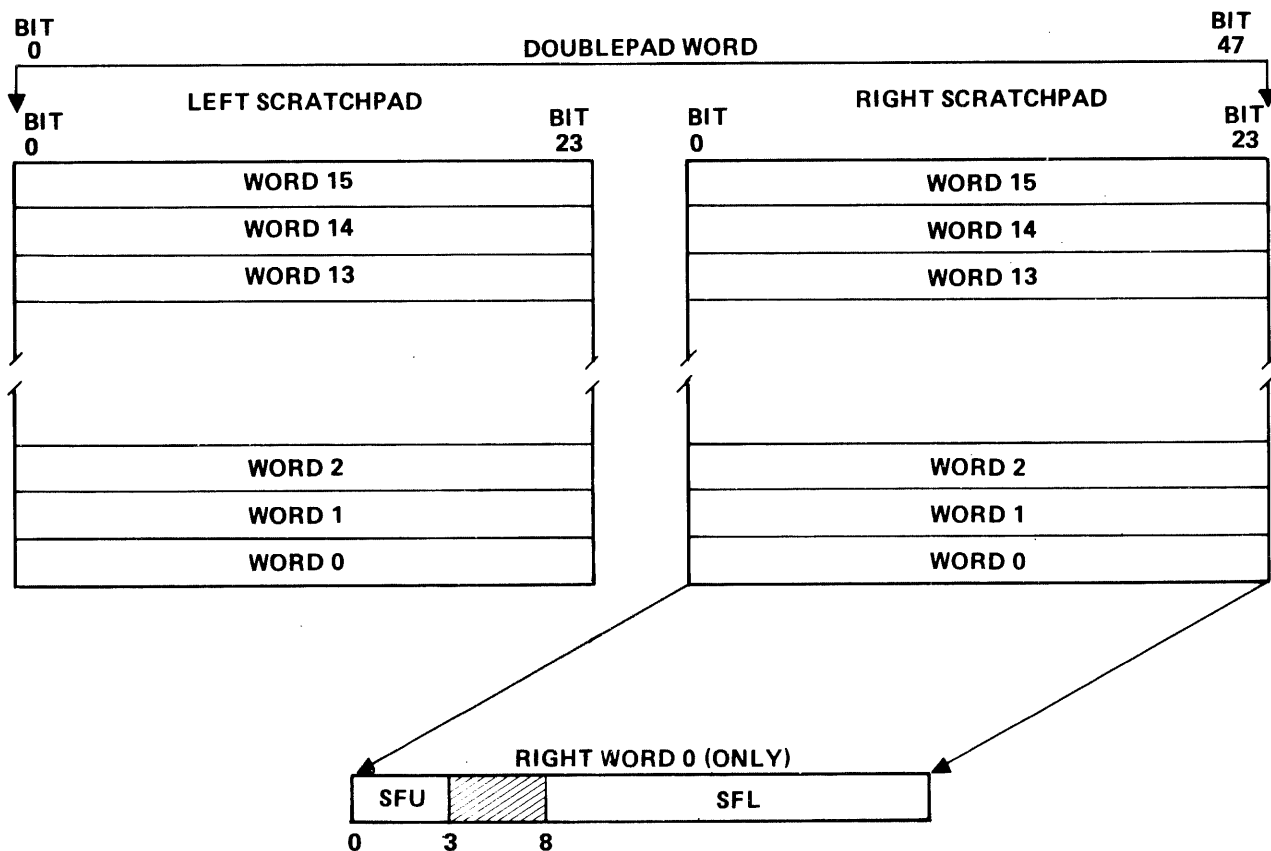 BIT 0 DOUBLEPAD WORD BIT 47
LEFT SCRATCHPAD RIGHT SCRATCHPAD
BIT 0 BIT 23 BIT 0 BIT 23
WORD 15 WORD 15
WORD 14 WORD 14
WORD 13 WORD 13
WORD 2 WORD 2
WORD 1 WORD 1
WORD 0 WORD 0
RIGHT WORD 0 (ONLY)
SFU SFL
0 3 8